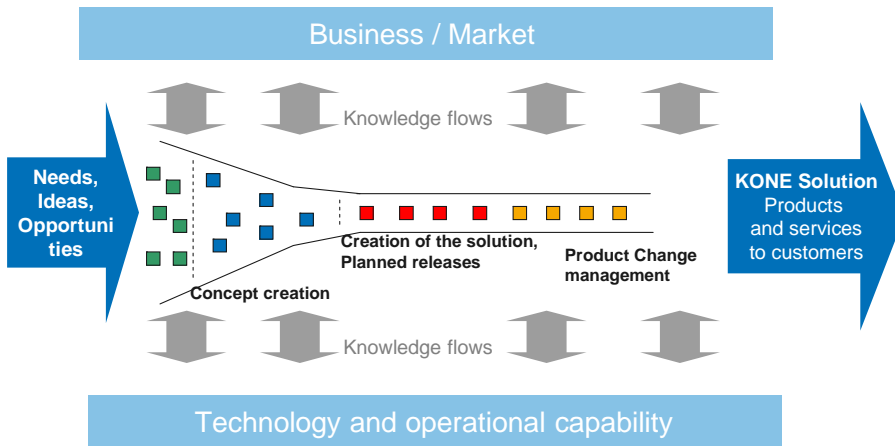 Business / Market
Knowledge flows
Needs,
Ideas,
Opportuni
ties
KONE Solution
Products
and services
to customers
Creation of the solution,
Planned releases
Product Change
management
Concept creation
Knowledge flows
Technology and operational capability